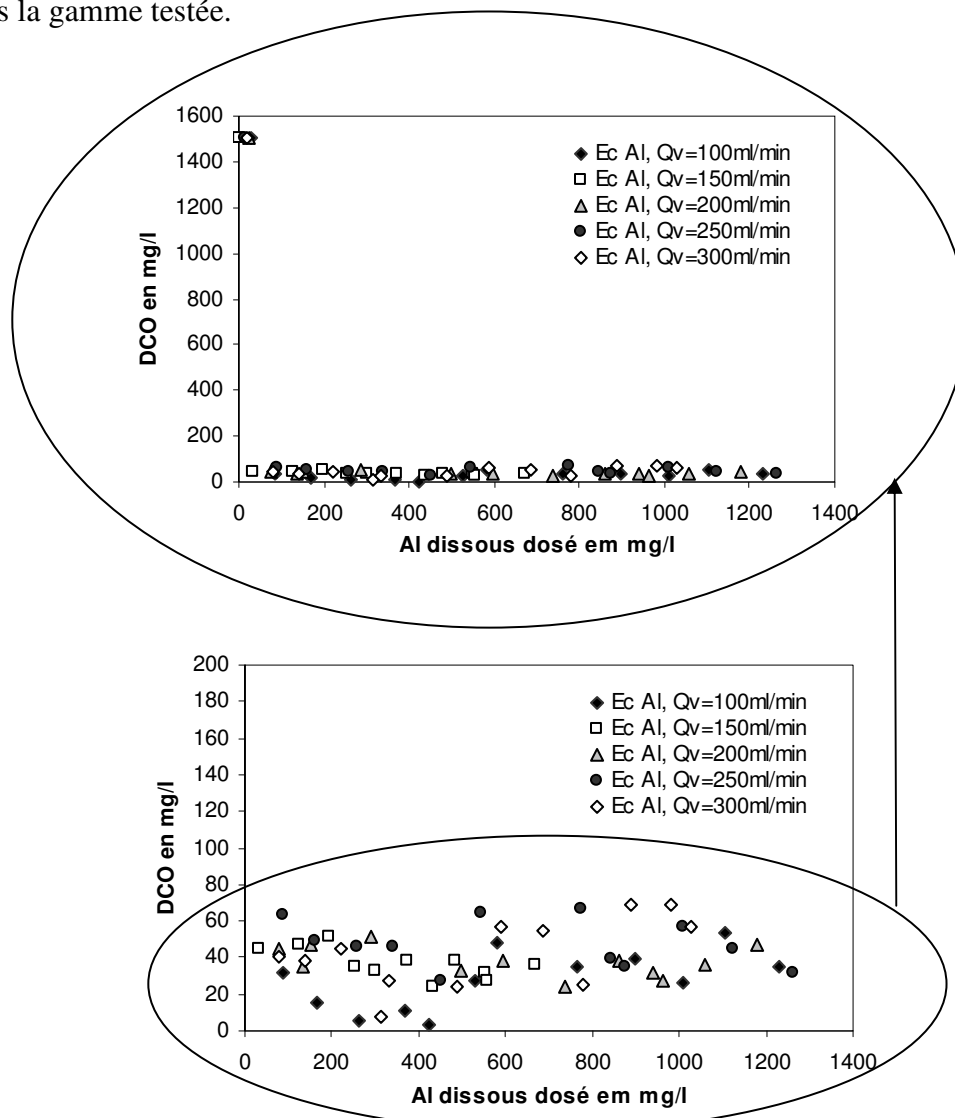 s la gamme testée.
1600
1400
1200
1000
800
600
400
200
0
DCO en mg/l
Ec Al, Qv=100ml/min
Ec Al, Qv=150ml/min
Ec Al, Qv=200ml/min
Ec Al, Qv=250ml/min
Ec Al, Qv=300ml/min
0 200 400 600 800 1000 1200 1400
Al dissous dosé em mg/l
200
180
160
140
120
100
80
60
40
20
0
DCO en mg/l
Ec Al, Qv=100ml/min
Ec Al, Qv=150ml/min
Ec Al, Qv=200ml/min
Ec Al, Qv=250ml/min
Ec Al, Qv=300ml/min
0 200 400 600 800 1000 1200 1400
Al dissous dosé em mg/l